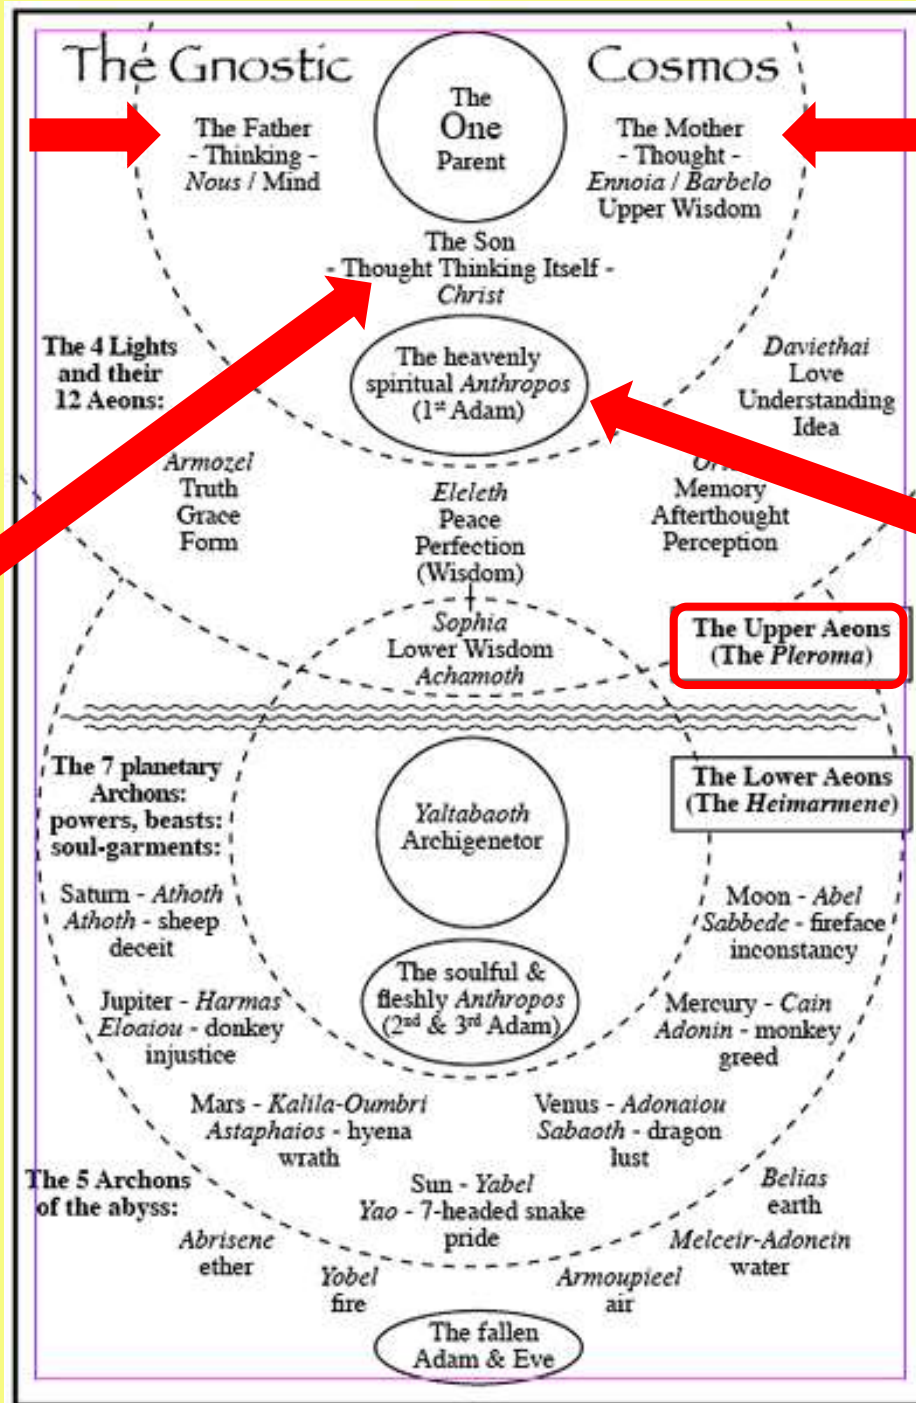 The Gnostic Cosmos
The
One
Parent
The Father
- Thinking -
Nous / Mind
The Mother
- Thought -
Ennoia / Barbelo
Upper Wisdom
The Son
- Thought Thinking Itself -
Christ
The 4 Lights
and their
12 Aeons:
The heavenly
spiritual Anthropos
(1st Adam)
Daviethai
Love
Understanding
Idea
Armozel
Truth
Grace
Form
Eleleth
Peace
Perfection
(Wisdom)
Memory
Afterthought
Perception
Sophia
Lower Wisdom
Achamoth
The Upper Aeons
(The Pleroma)
The 7 planetary
Archons:
powers, beasts:
soul-garments:
Yaltabaoth
Archigenetor
The Lower Aeons
(The Heimarmene)
Saturn - Athoth
Athoth - sheep
deceit
Moon - Abel
Sabbede - fireface
inconstancy
Jupiter - Harmas
Eloaiou - donkey
injustice
The soulful &
fleshly Anthropos
(2nd & 3rd Adam)
Mercury - Cain
Adonin - monkey
greed
Mars - Kalila-Oumbri
Astaphaios - hyena
wrath
Venus - Adonaiou
Sabaoth - dragon
lust
The 5 Archons
of the abyss:
Sun - Yabel
Yao - 7-headed snake
pride
Belias
earth
Abrisene
ether
Melceir-Adonein
water
Yobel
fire
Armoupieel
air
The fallen
Adam & Eve